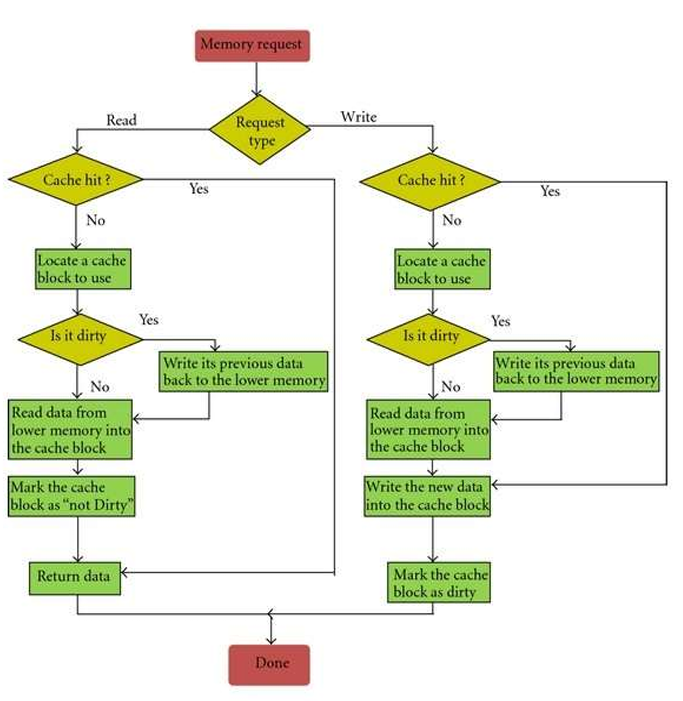 Memory request
Request
type
Read
Write
Cache hit ?
Yes
No
Locate a cache
block to use
Is it dirty
Yes
Write its previous data
back to the lower memory
No
Read data from
lower memory into
the cache block
Mark the cache
block as “not Dirty”
Return data
Cache hit ?
Yes
No
Locate a cache
block to use
Is it dirty
Yes
Write its previous data
back to the lower memory
No
Read data from
lower memory into
the cache block
Write the new data
into the cache block
Mark the cache
block as dirty
Done